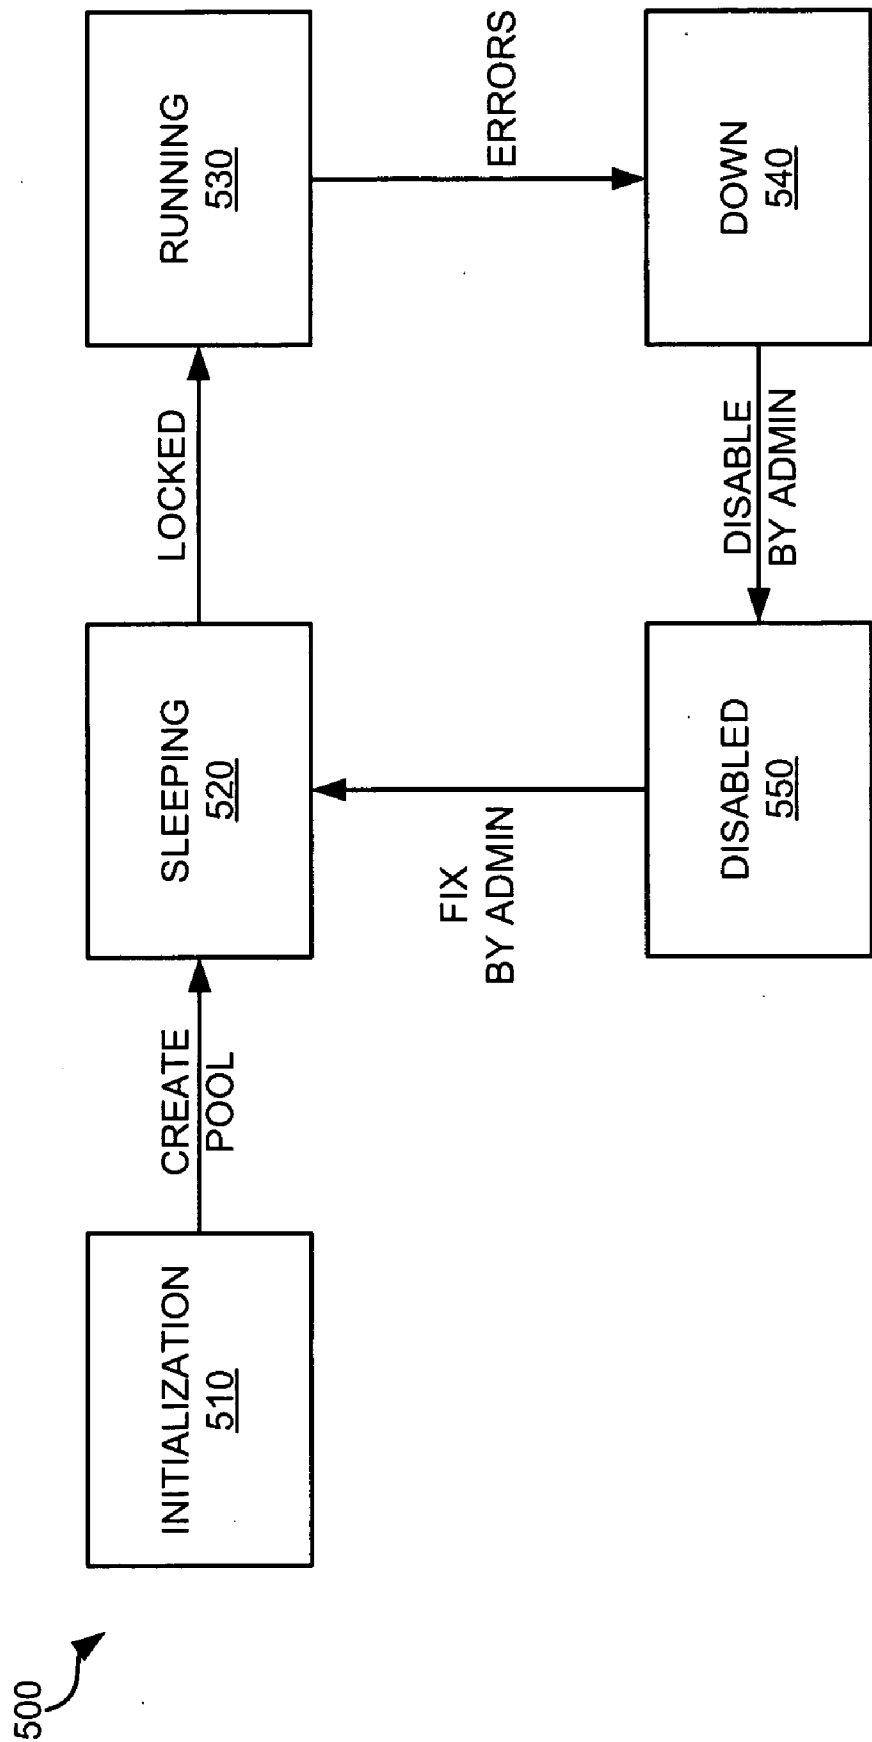 500
INITIALIZATION
510
CREATE
POOL
SLEEPING
520
LOCKED
RUNNING
530
ERRORS
DOWN
540
DISABLE
BY ADMIN
DISABLED
550
FIX
BY ADMIN